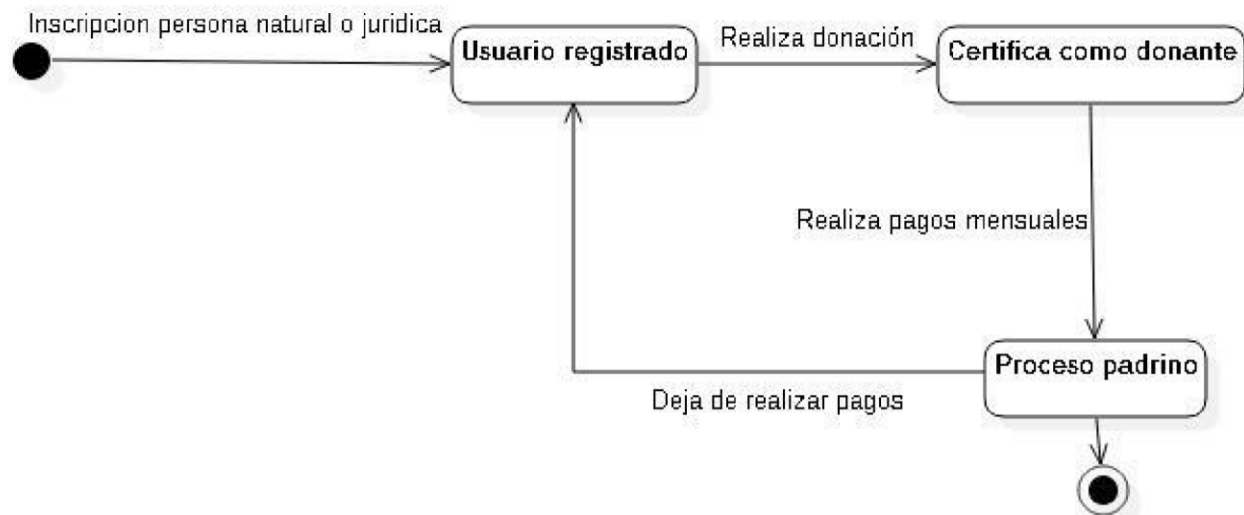 Inscripcion persona natural o juridica
Usuario registrado
Realiza donación
Certifica como donante
Realiza pagos mensuales
Proceso padrino
Deja de realizar pagos